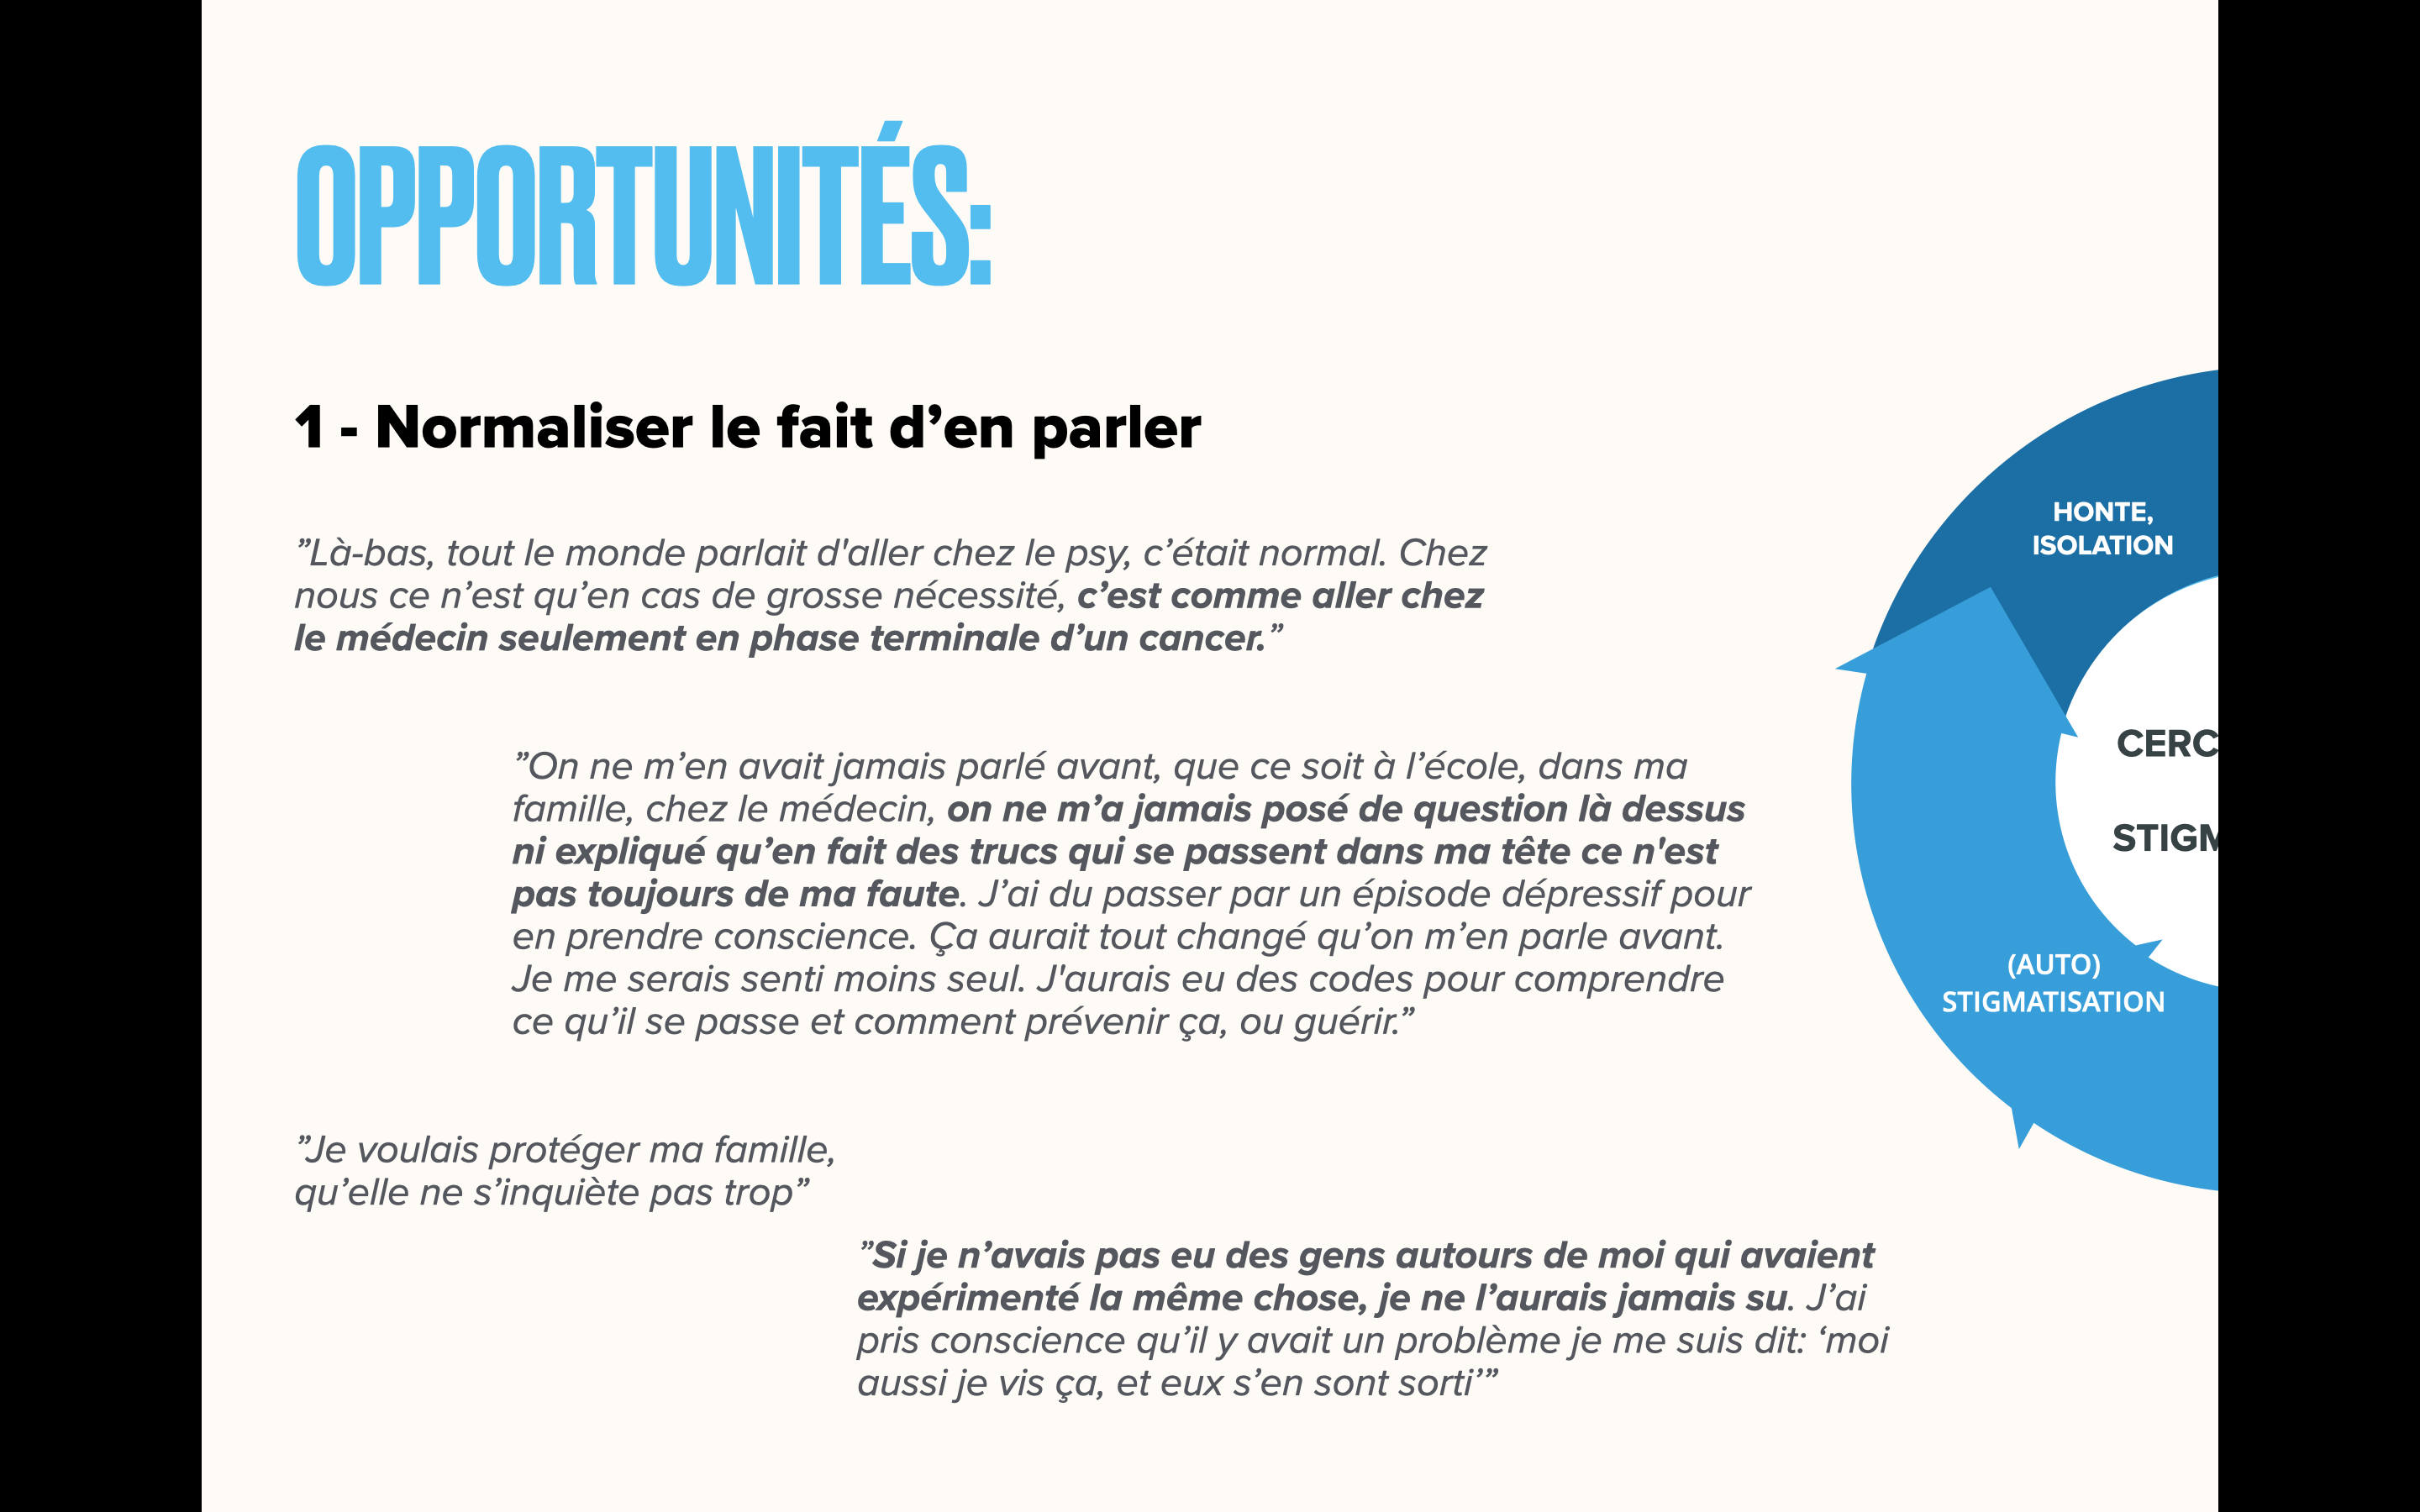 OPPORTUNITÉS:
1 - Normaliser le fait d’en parler
”Là-bas, tout le monde parlait d'aller chez le psy, c’était normal. Chez
nous ce n’est qu’en cas de grosse nécessité, c’est comme aller chez
le médecin seulement en phase terminale d’un cancer.”
”On ne m’en avait jamais parlé avant, que ce soit à l’école, dans ma
famille, chez le médecin, on ne m’a jamais posé de question là dessus
ni expliqué qu’en fait des trucs qui se passent dans ma tête ce n'est
pas toujours de ma faute. J’ai du passer par un épisode dépressif pour
en prendre conscience. Ça aurait tout changé qu’on m’en parle avant.
Je me serais senti moins seul. J'aurais eu des codes pour comprendre
ce qu’il se passe et comment prévenir ça, ou guérir.”
”Je voulais protéger ma famille,
qu’elle ne s’inquiète pas trop”
”Si je n’avais pas eu des gens autours de moi qui avaient
expérimenté la même chose, je ne l’aurais jamais su. J’ai
pris conscience qu’il y avait un problème je me suis dit: ‘moi
aussi je vis ça, et eux s’en sont sorti’”
HONTE,
ISOLATION
CERC
STIGM
(AUTO)
STIGMATISATION